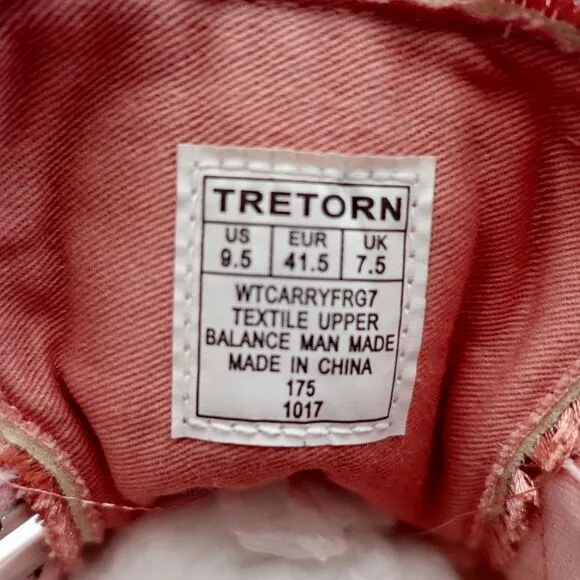 TRETORN
US EUR UK
9.5 41.5 7.5
WTCARRYFRG7
TEXTILE UPPER
BALANCE MAN MADE
MADE IN CHINA
175
1017